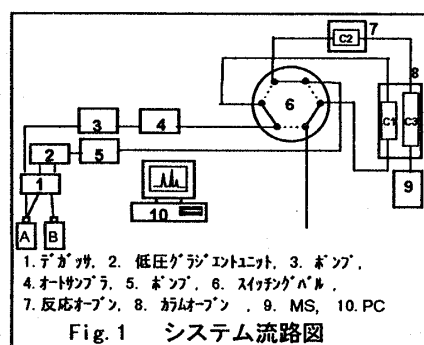 7
C2
8
6
C1
C3
3
4
2
5
9
1
10
A
B
1. ﾃﾞｶﾞｯｻ, 2. 低圧ｸﾞﾗｼﾞｴﾝﾄﾕﾆｯﾄ, 3. ﾎﾟﾝﾌﾟ,
4. ｵｰﾄｻﾝﾌﾟﾗ, 5. ﾎﾟﾝﾌﾟ, 6. ｽｲｯﾁﾝｸﾞﾊﾞﾙ ,
7. 反応ｵｰﾌﾞﾝ, 8. ｶﾗﾑｵｰﾌﾞﾝ , 9. MS, 10. PC
Fig. 1 システム流路図